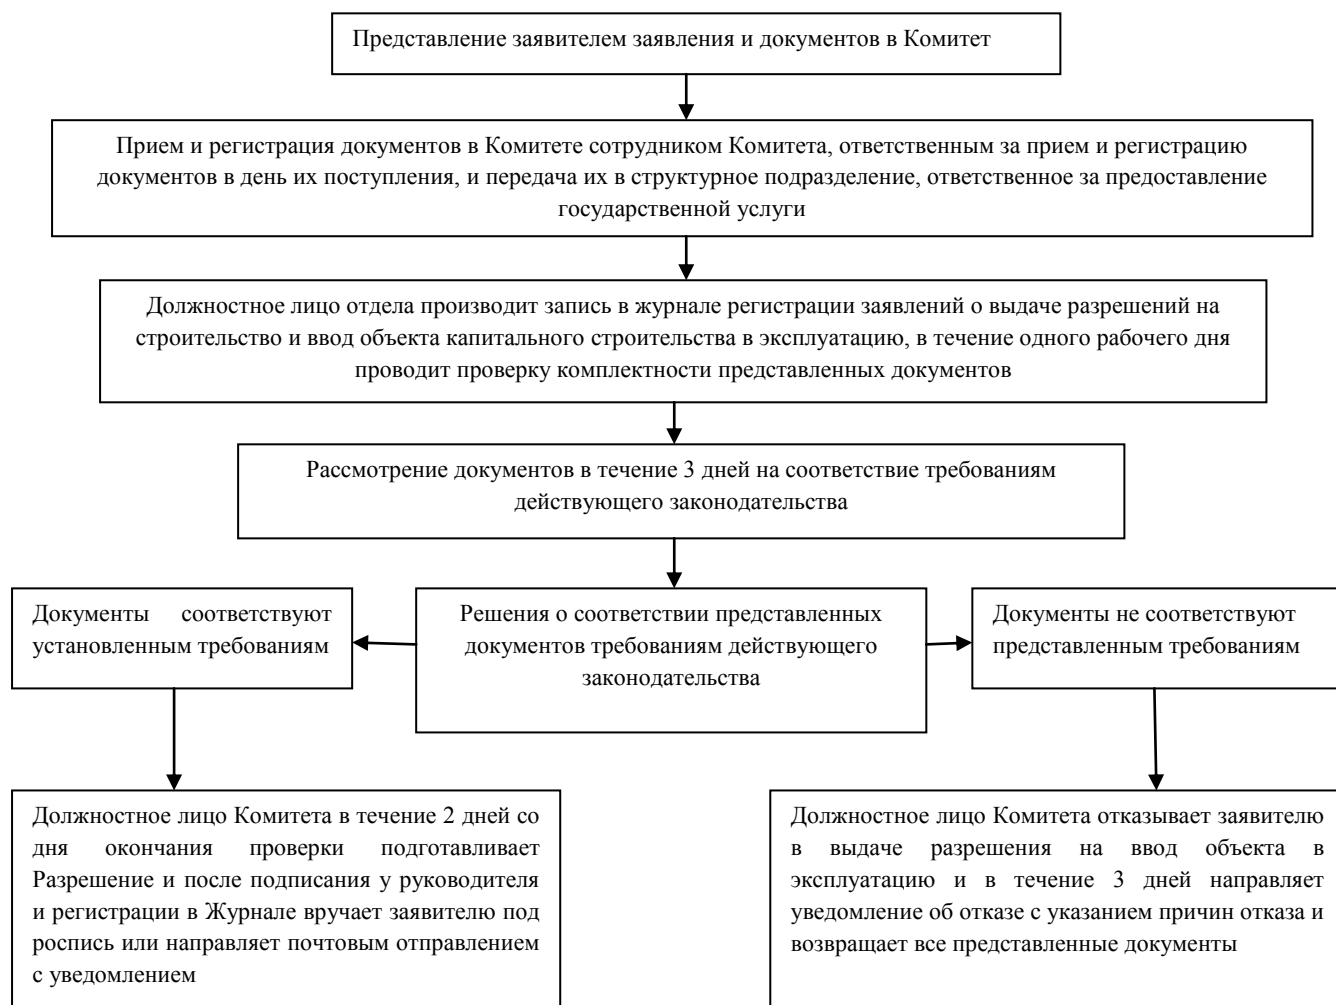 Представление заявителем заявления и документов в Комитет
Прием и регистрация документов в Комитете сотрудником Комитета, ответственным за прием и регистрацию
документов в день их поступления, и передача их в структурное подразделение, ответственное за предоставление
государственной услуги
Должностное лицо отдела производит запись в журнале регистрации заявлений о выдаче разрешений на
строительство и ввод объекта капитального строительства в эксплуатацию, в течение одного рабочего дня
проводит проверку комплектности представленных документов
Рассмотрение документов в течение 3 дней на соответствие требованиям
действующего законодательства
Документы соответствуют
установленным требованиям
Решения о соответствии представленных
документов требованиям действующего
законодательства
Документы не соответствуют
представленным требованиям
Должностное лицо Комитета в течение 2 дней со
дня окончания проверки подготавливает
Разрешение и после подписания у руководителя
и регистрации в Журнале вручает заявителю под
роспись или направляет почтовым отправлением
с уведомлением
Должностное лицо Комитета отказывает заявителю
в выдаче разрешения на ввод объекта в
эксплуатацию и в течение 3 дней направляет
уведомление об отказе с указанием причин отказа и
возвращает все представленные документы